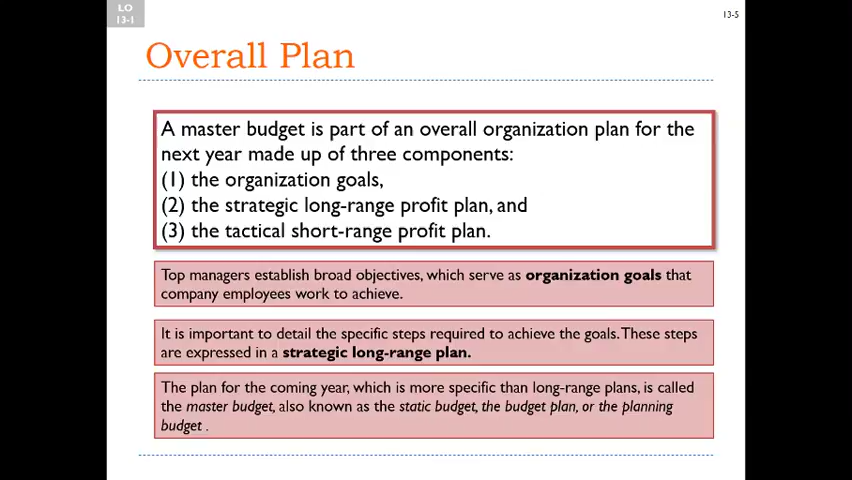 LO
13-1
13-5
Overall Plan
A master budget is part of an overall organization plan for the
next year made up of three components:
(1) the organization goals,
(2) the strategic long-range profit plan, and
(3) the tactical short-range profit plan.
Top managers establish broad objectives, which serve as organization goals that
company employees work to achieve.
It is important to detail the specific steps required to achieve the goals. These steps
are expressed in a strategic long-range plan.
The plan for the coming year, which is more specific than long-range plans, is called
the master budget, also known as the static budget, the budget plan, or the planning
budget .